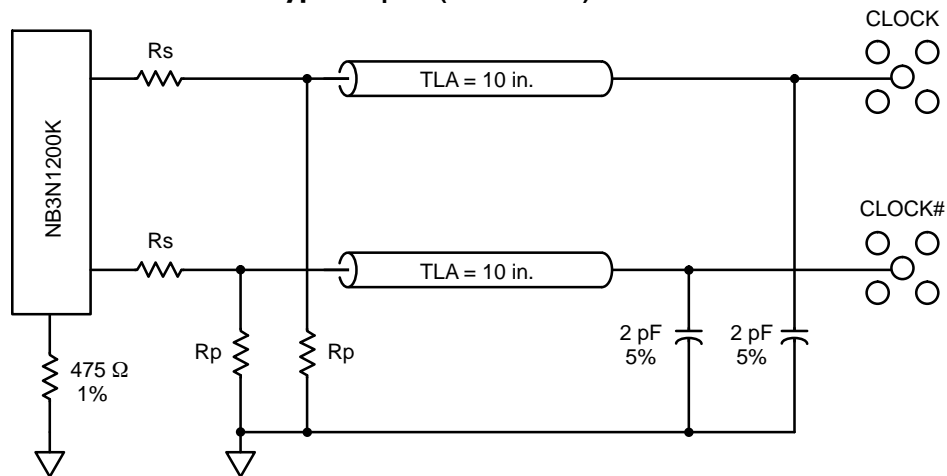 CLOCK
Rs
TLA = 10 in.
NB3N1200K
CLOCK#
Rs
TLA = 10 in.
475 Ω
1%
Rp
Rp
2 pF
5%
2 pF
5%